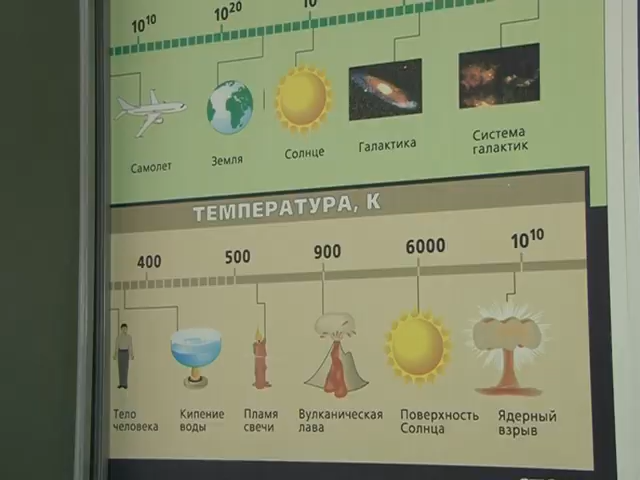 10¹⁰ 10²⁰ 10
Самолет Земля Солнце Галактика Система
галактик
ТЕМПЕРАТУРА, К
400 500 900 6000 10¹⁰
Тело Кипение Пламя Вулканическая Поверхность Ядерный
человека воды свечи лава Солнца взрыв